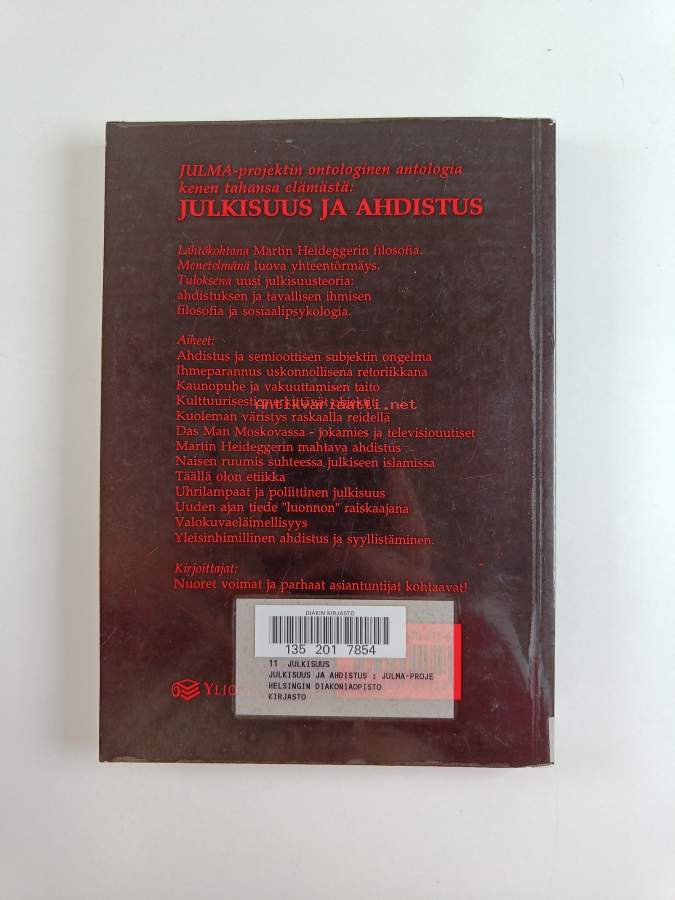 JULMA-projektin ontologinen antologia
kenen tahansa elämästä:
JULKISUUS JA AHDISTUS
Lähtökohtana Martin Heideggerin filosofia.
Menetelmänä luova yhteentörmäys.
Tuloksena uusi julkisuusteoria:
ahdistuksen ja tavallisen ihmisen
filosofia ja sosiaalipsykologia.
Aiheet:
Ahdistus ja semioottisen subjektin ongelma
Ihmeparannus uskonnollisena retoriikkana
Kaunopuhe ja vakuuttamisen taito
Kulttuurisesti merkittävät objektit
Antikvariaatti.net
Kuoleman väristys raskaalla reidellä
Das Man Moskovassa - jokamies ja televisiouutiset
Martin Heideggerin mahtava ahdistus
Naisen ruumis suhteessa julkiseen islamissa
Täällä olon etiikka
Uhrilampaat ja poliittinen julkisuus
Uuden ajan tiede "luonnon" raiskaajana
Valokuvaeläimellisyys
Yleisinhimillinen ahdistus ja syyllistäminen.
Kirjoittajat:
Nuoret voimat ja parhaat asiantuntijat kohtaavat!
DIAKIN KIRJASTO
135 201 7854
11 JULKISUUS
JULKISUUS JA AHDISTUS : JULMA-PROJE
HELSINGIN DIAKONIAOPISTO
KIRJASTO